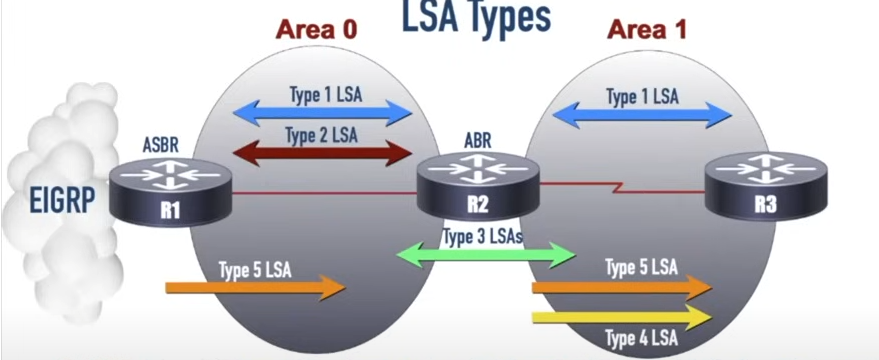 LSA Types
Area 0
Area 1
Type 1 LSA
Type 1 LSA
Type 2 LSA
ASBR
ABR
EIGRP
R1
R2
R3
Type 3 LSAs
Type 5 LSA
Type 5 LSA
Type 4 LSA